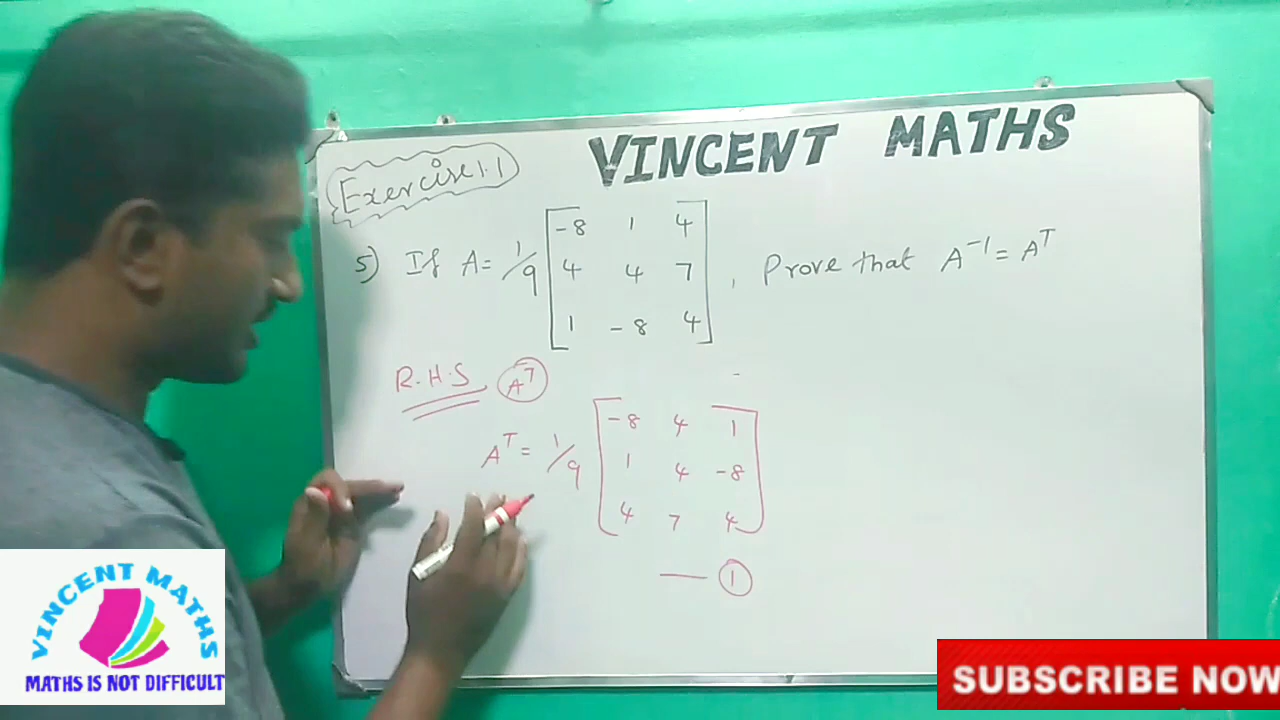 VINCENT MATHS
Exercise 1.1
5) If A = 1/9 [ -8 1 4
4 4 7
1 -8 4 ] , Prove that A⁻¹ = Aᵀ
R.H.S Aᵀ
Aᵀ = 1/9 [ -8 4 1
1 4 -8
4 7 4 ]
— 1
VINCENT MATHS
MATHS IS NOT DIFFICULT
SUBSCRIBE NOW